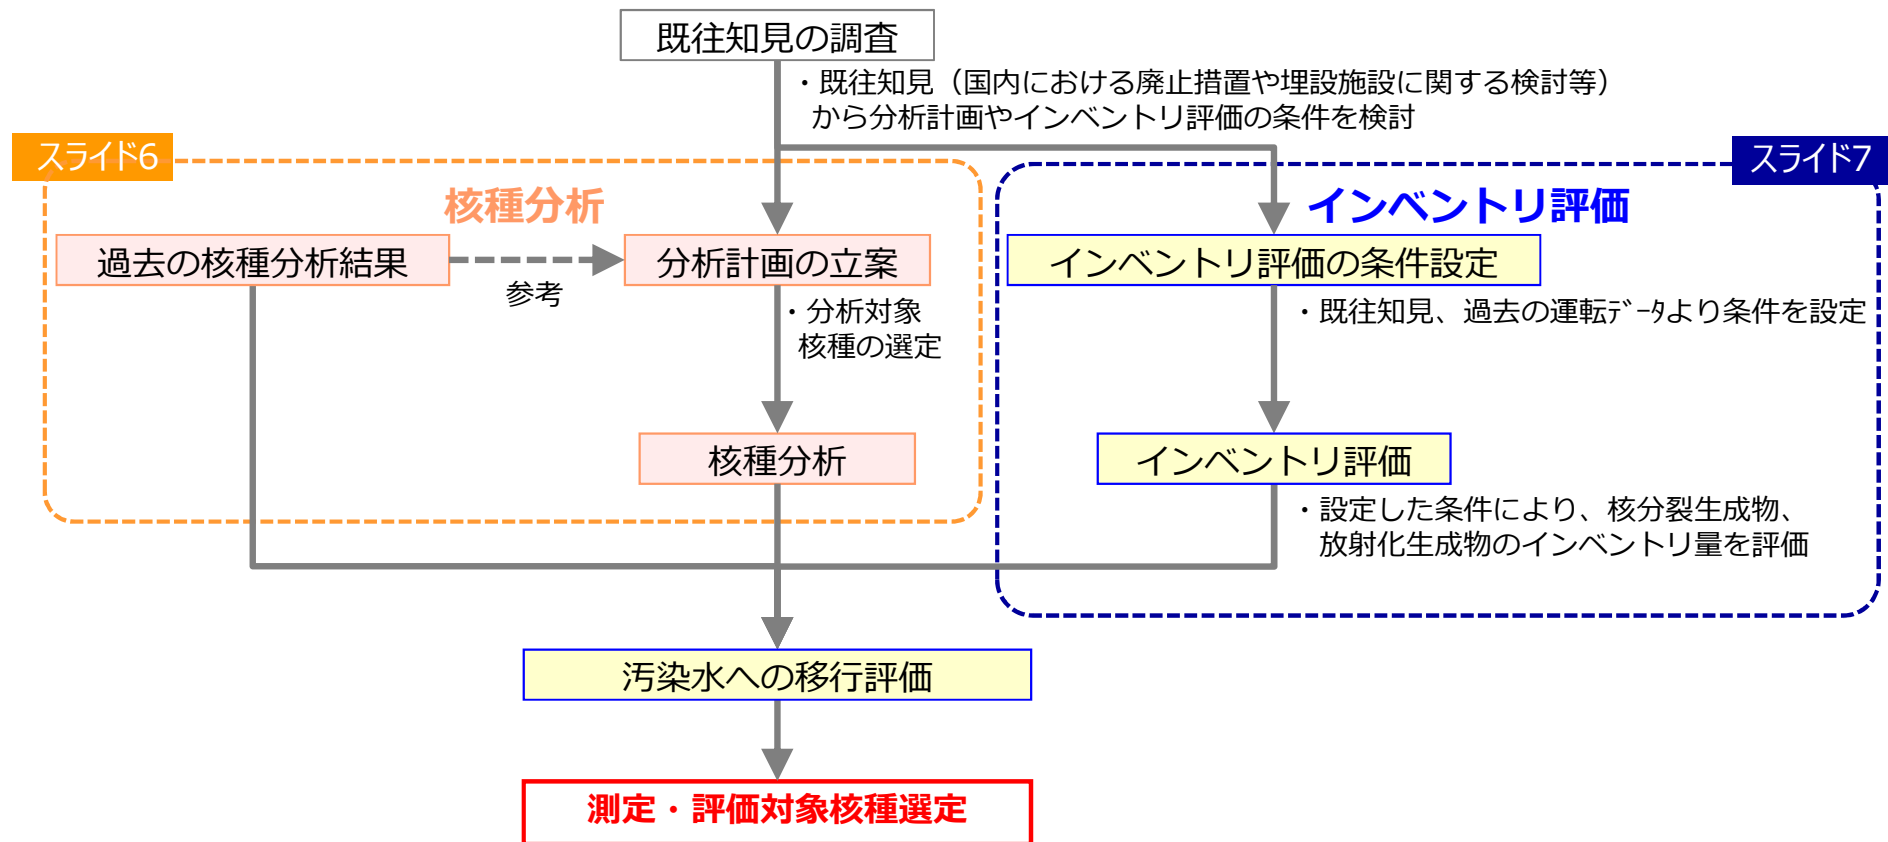 既往知見の調査
・既往知見（国内における廃止措置や埋設施設に関する検討等）
から分析計画やインベントリ評価の条件を検討
スライド6
スライド7
核種分析
インベントリ評価
過去の核種分析結果
参考
分析計画の立案
インベントリ評価の条件設定
・分析対象
核種の選定
・既往知見、過去の運転ﾃﾞｰﾀより条件を設定
核種分析
インベントリ評価
・設定した条件により、核分裂生成物、
放射化生成物のインベントリ量を評価
汚染水への移行評価
測定・評価対象核種選定